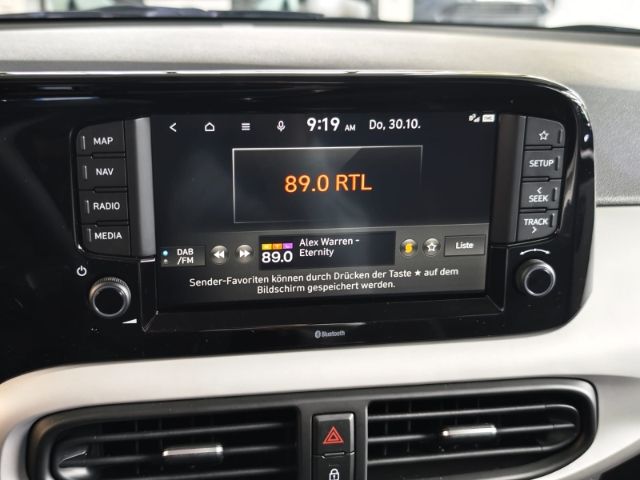 9:19 AM Do, 30.10.
MAP
NAV
RADIO
MEDIA
89.0 RTL
SETUP
SEEK
TRACK
DAB
/FM
RTL
89.0
Alex Warren -
Eternity
Liste
Sender-Favoriten können durch Drücken der Taste ★ auf dem
Bildschirm gespeichert werden.
Bluetooth